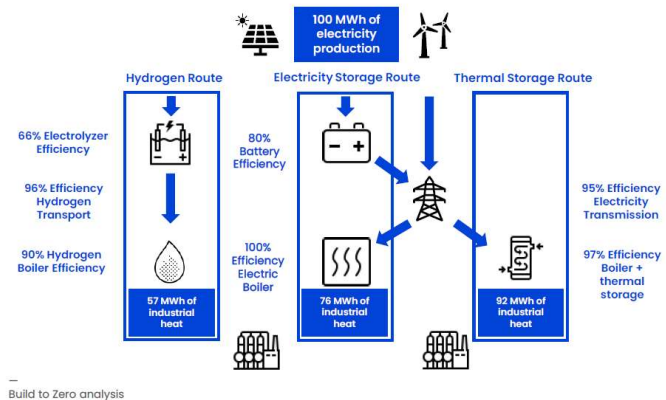 100 MWh of
electricity
production
Hydrogen Route
Electricity Storage Route
Thermal Storage Route
66% Electrolyzer
Efficiency
80%
Battery
Efficiency
96% Efficiency
Hydrogen
Transport
95% Efficiency
Electricity
Transmission
90% Hydrogen
Boiler Efficiency
100%
Efficiency
Electric
Boiler
97% Efficiency
Boiler +
thermal
storage
57 MWh of
industrial
heat
76 MWh of
industrial
heat
92 MWh of
industrial
heat
Build to Zero analysis